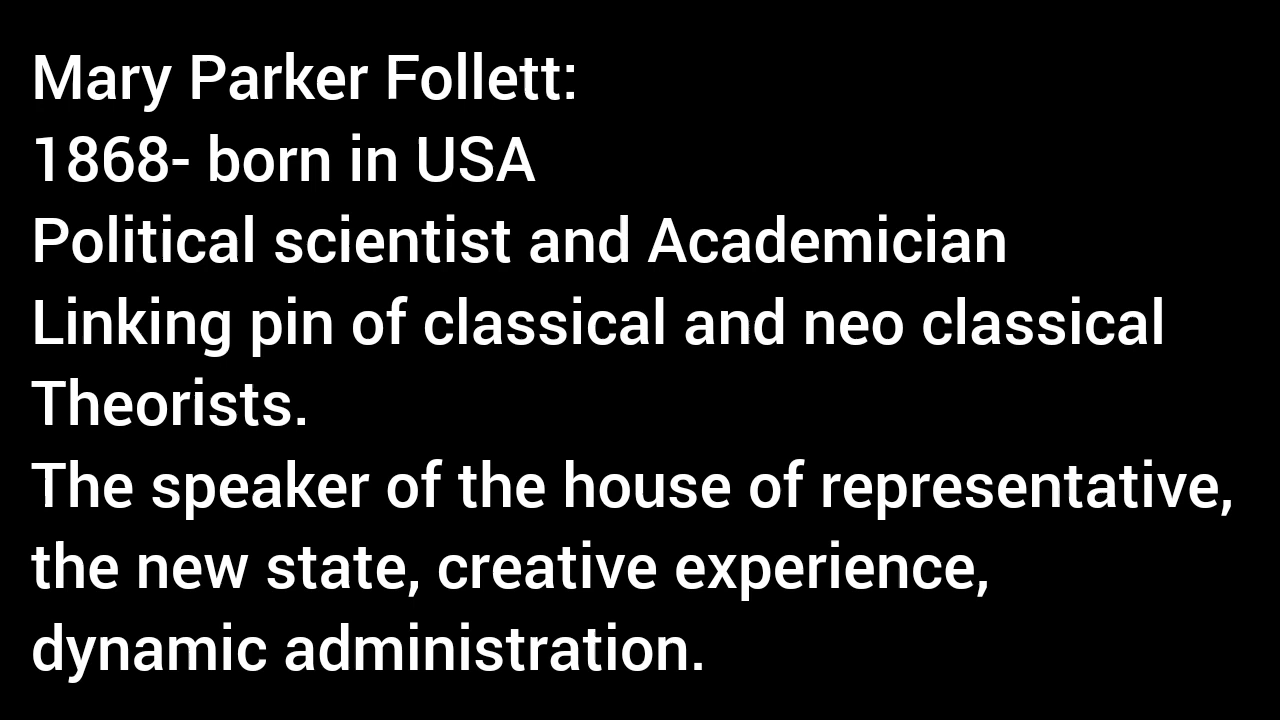 Mary Parker Follett:
1868- born in USA
Political scientist and Academician
Linking pin of classical and neo classical
Theorists.
The speaker of the house of representative,
the new state, creative experience,
dynamic administration.